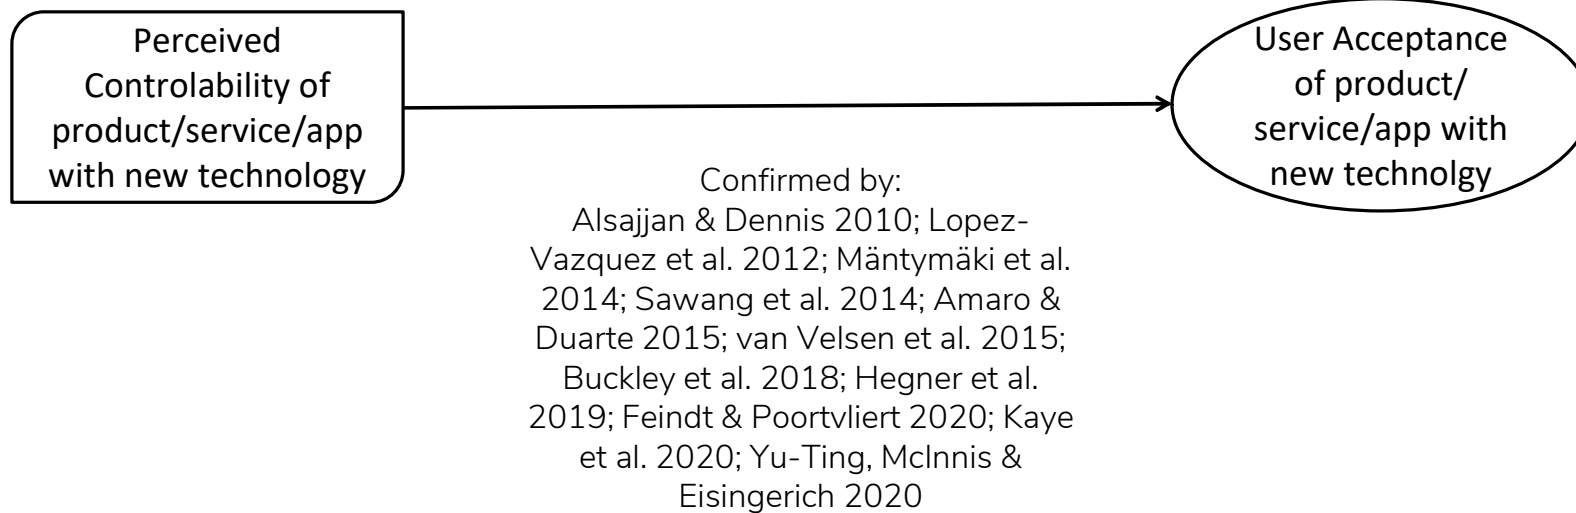 Perceived
Controlability of
product/service/app
with new technology
User Acceptance
of product/
service/app with
new technolgy
Confirmed by:
Alsajjan & Dennis 2010; Lopez-
Vazquez et al. 2012; Mäntymäki et al.
2014; Sawang et al. 2014; Amaro &
Duarte 2015; van Velsen et al. 2015;
Buckley et al. 2018; Hegner et al.
2019; Feindt & Poortvliert 2020; Kaye
et al. 2020; Yu-Ting, McInnis &
Eisingerich 2020